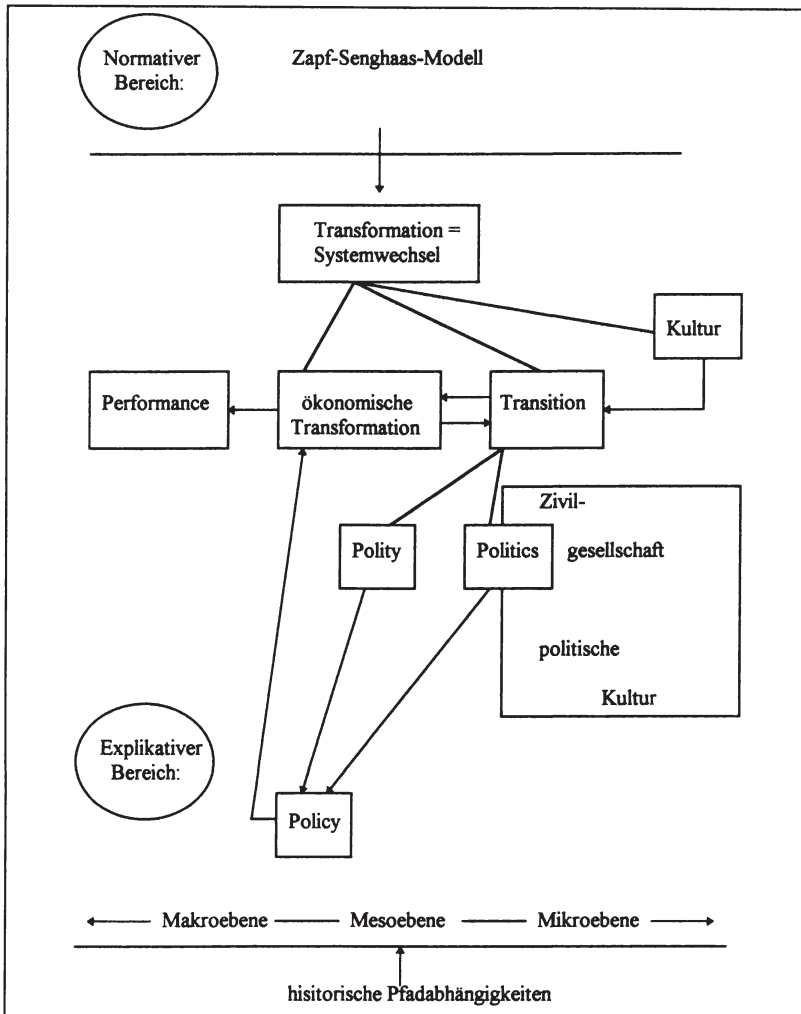 Normativer
Bereich:
Zapf-Senghaas-Modell
Transformation =
Systemwechsel
Kultur
Performance
ökonomische
Transformation
Transition
Zivil-
Polity
Politics
gesellschaft
politische
Kultur
Explikativer
Bereich:
Policy
Makroebene
Mesoebene
Mikroebene
hisitorische Pfadabhängigkeiten